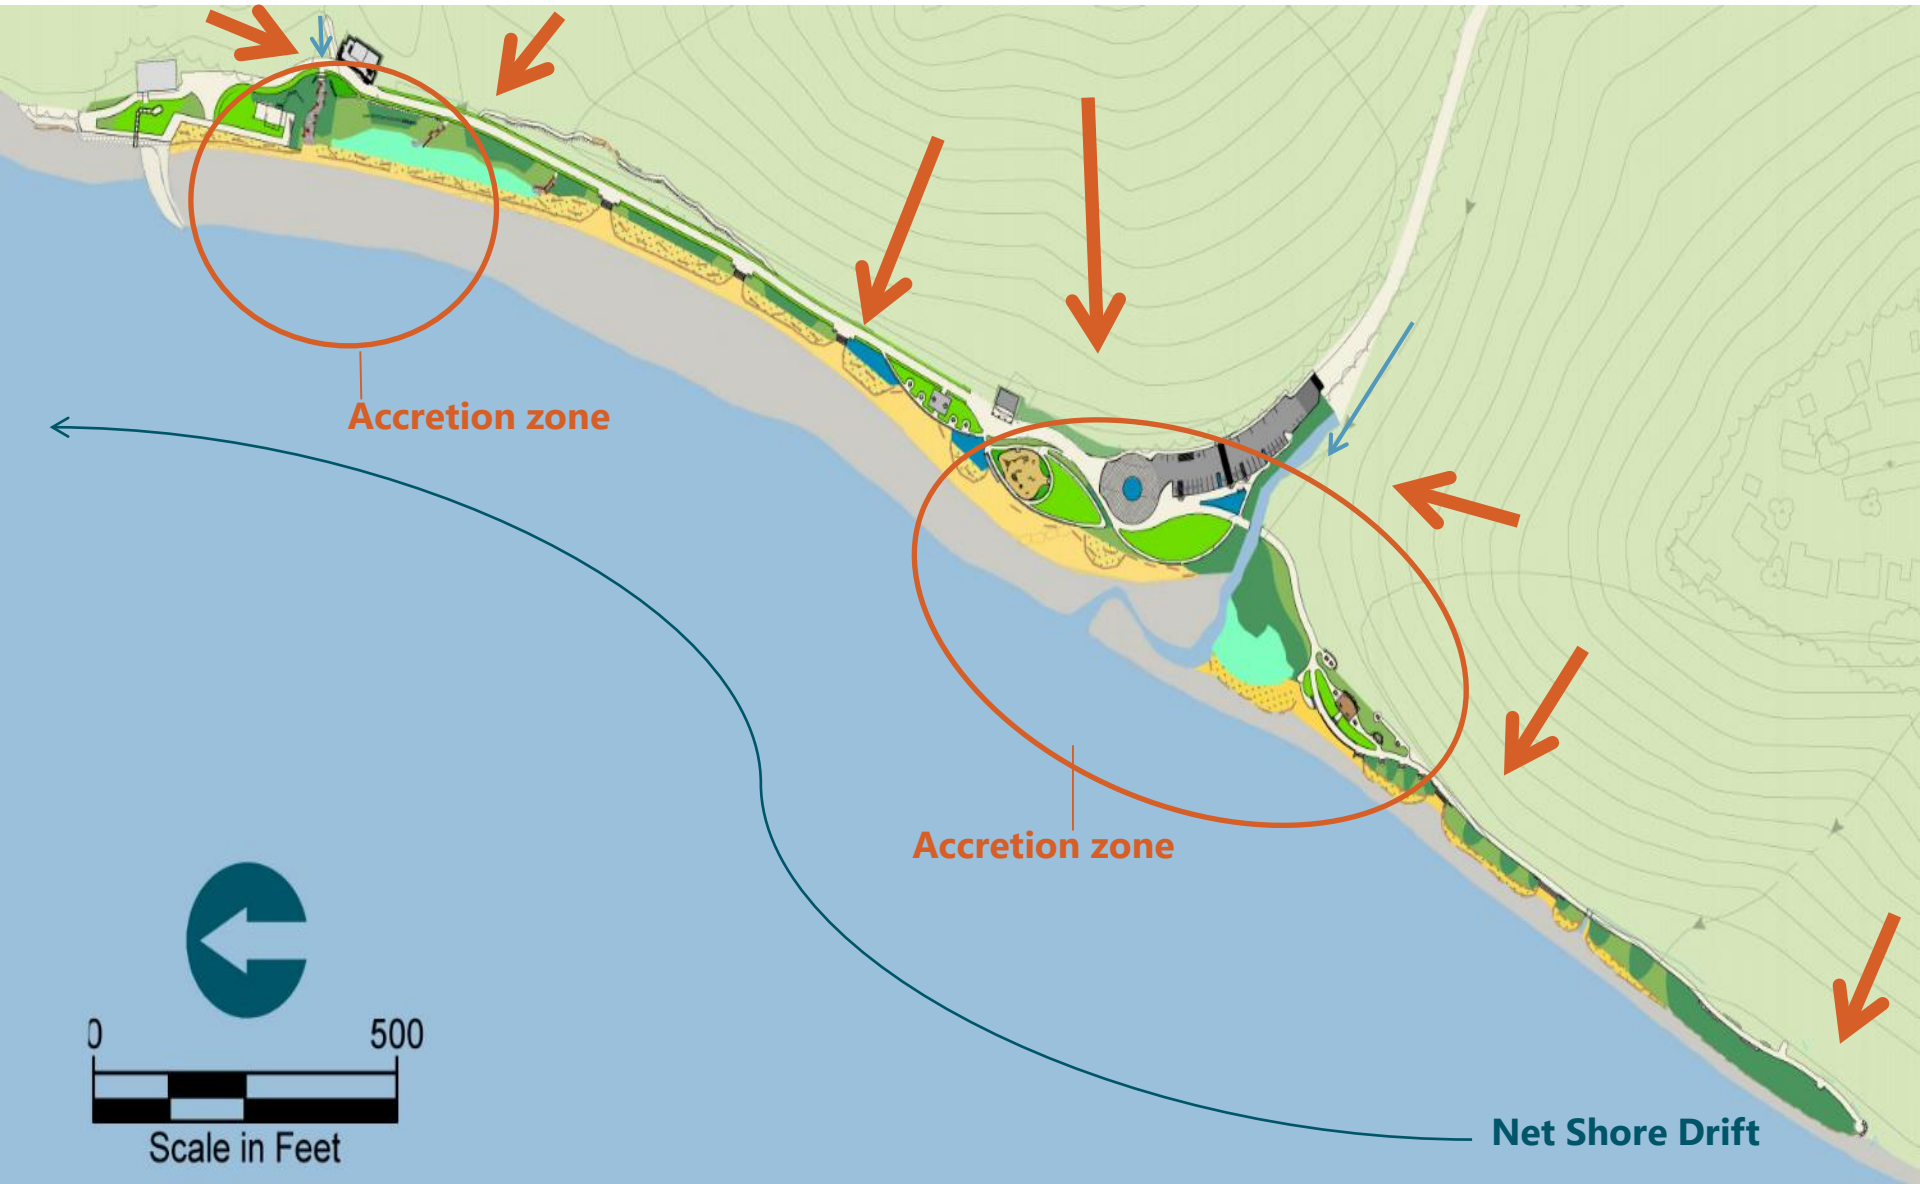 Accretion zone
Accretion zone
0 500
Scale in Feet
Net Shore Drift